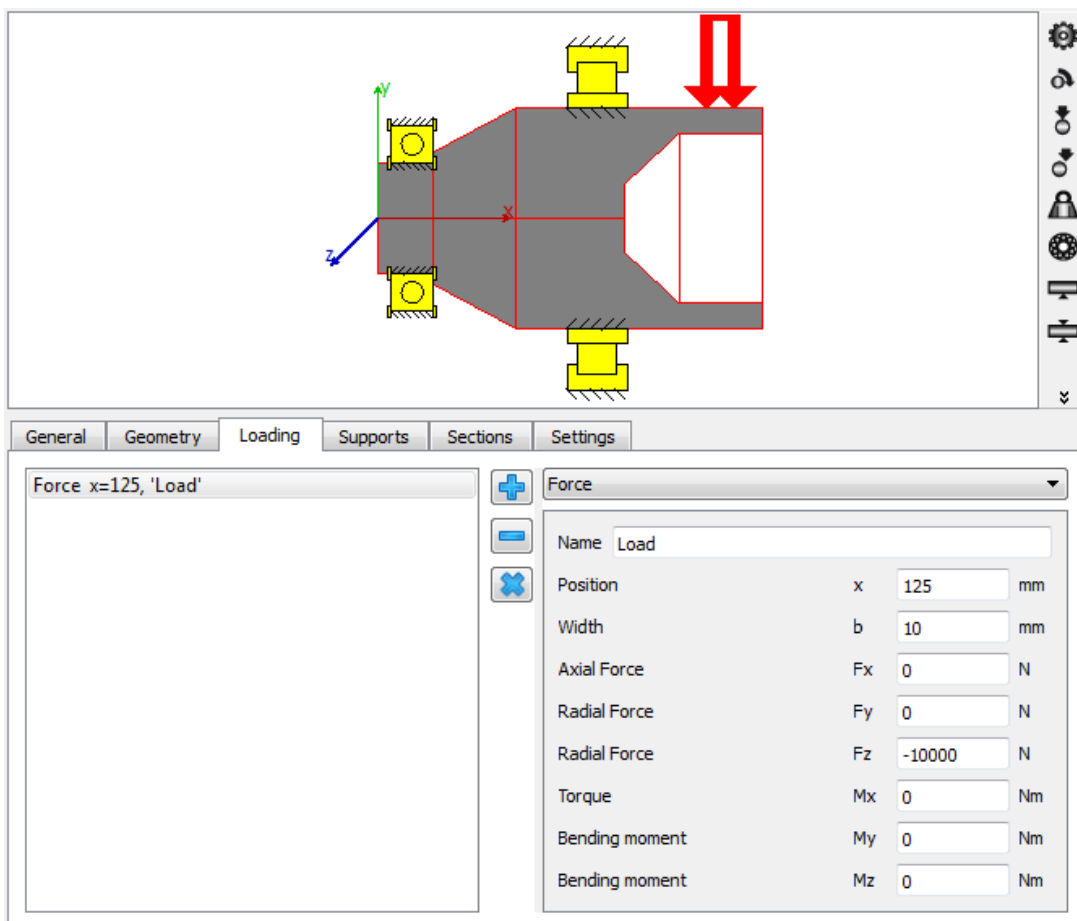 y
x
z
General Geometry Loading Supports Sections Settings
Force x=125, 'Load'
Force
Name Load
Position x 125 mm
Width b 10 mm
Axial Force Fx 0 N
Radial Force Fy 0 N
Radial Force Fz -10000 N
Torque Mx 0 Nm
Bending moment My 0 Nm
Bending moment Mz 0 Nm